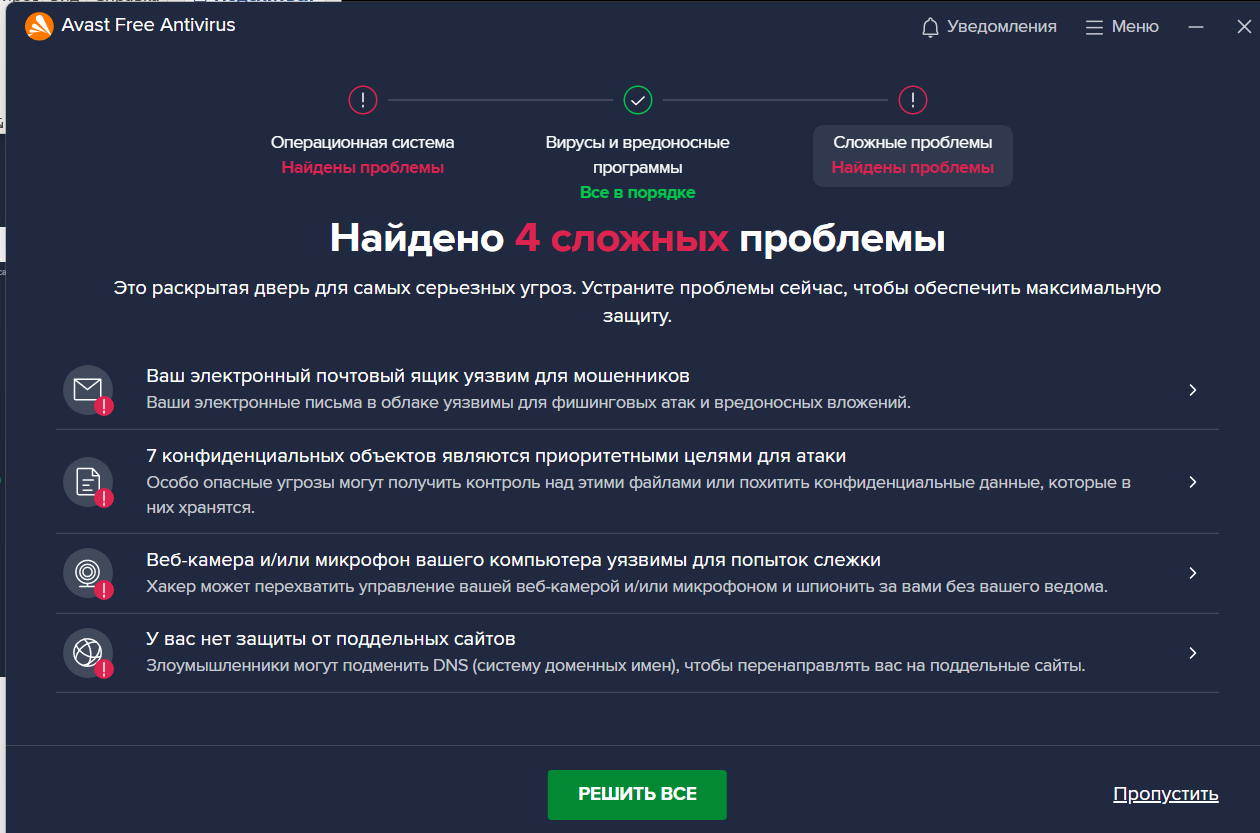 Avast Free Antivirus
Уведомления
Меню
Операционная система
Найдены проблемы
Вирусы и вредоносные
программы
Все в порядке
Сложные проблемы
Найдены проблемы
Найдено 4 сложных проблемы
Это раскрытая дверь для самых серьезных угроз. Устраните проблемы сейчас, чтобы обеспечить максимальную
защиту.
Ваш электронный почтовый ящик уязвим для мошенников
Ваши электронные письма в облаке уязвимы для фишинговых атак и вредоносных вложений.
7 конфиденциальных объектов являются приоритетными целями для атаки
Особо опасные угрозы могут получить контроль над этими файлами или похитить конфиденциальные данные, которые в
них хранятся.
Веб-камера и/или микрофон вашего компьютера уязвимы для попыток слежки
Хакер может перехватить управление вашей веб-камерой и/или микрофоном и шпионить за вами без вашего ведома.
У вас нет защиты от поддельных сайтов
Злоумышленники могут подменить DNS (систему доменных имен), чтобы перенаправлять вас на поддельные сайты.
РЕШИТЬ ВСЕ
Пропустить